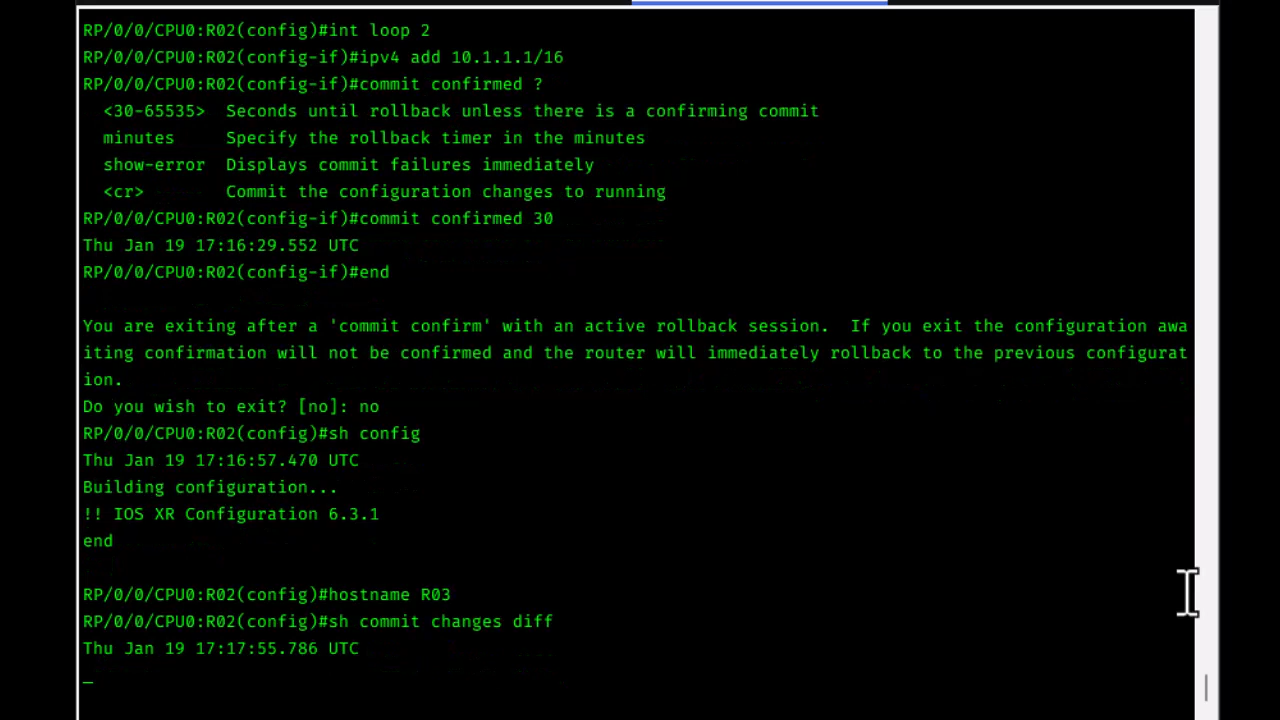 RP/0/0/CPU0:R02(config)#int loop 2
RP/0/0/CPU0:R02(config-if)#ipv4 add 10.1.1.1/16
RP/0/0/CPU0:R02(config-if)#commit confirmed ?
  <30-65535>  Seconds until rollback unless there is a confirming commit
  minutes     Specify the rollback timer in the minutes
  show-error  Displays commit failures immediately
  <cr>        Commit the configuration changes to running
RP/0/0/CPU0:R02(config-if)#commit confirmed 30
Thu Jan 19 17:16:29.552 UTC
RP/0/0/CPU0:R02(config-if)#end
You are exiting after a 'commit confirm' with an active rollback session.  If you exit the configuration awa
iting confirmation will not be confirmed and the router will immediately rollback to the previous configurat
ion.
Do you wish to exit? [no]: no
RP/0/0/CPU0:R02(config)#sh config
Thu Jan 19 17:16:57.470 UTC
Building configuration...
!! IOS XR Configuration 6.3.1
end
RP/0/0/CPU0:R02(config)#hostname R03
RP/0/0/CPU0:R02(config)#sh commit changes diff
Thu Jan 19 17:17:55.786 UTC
_